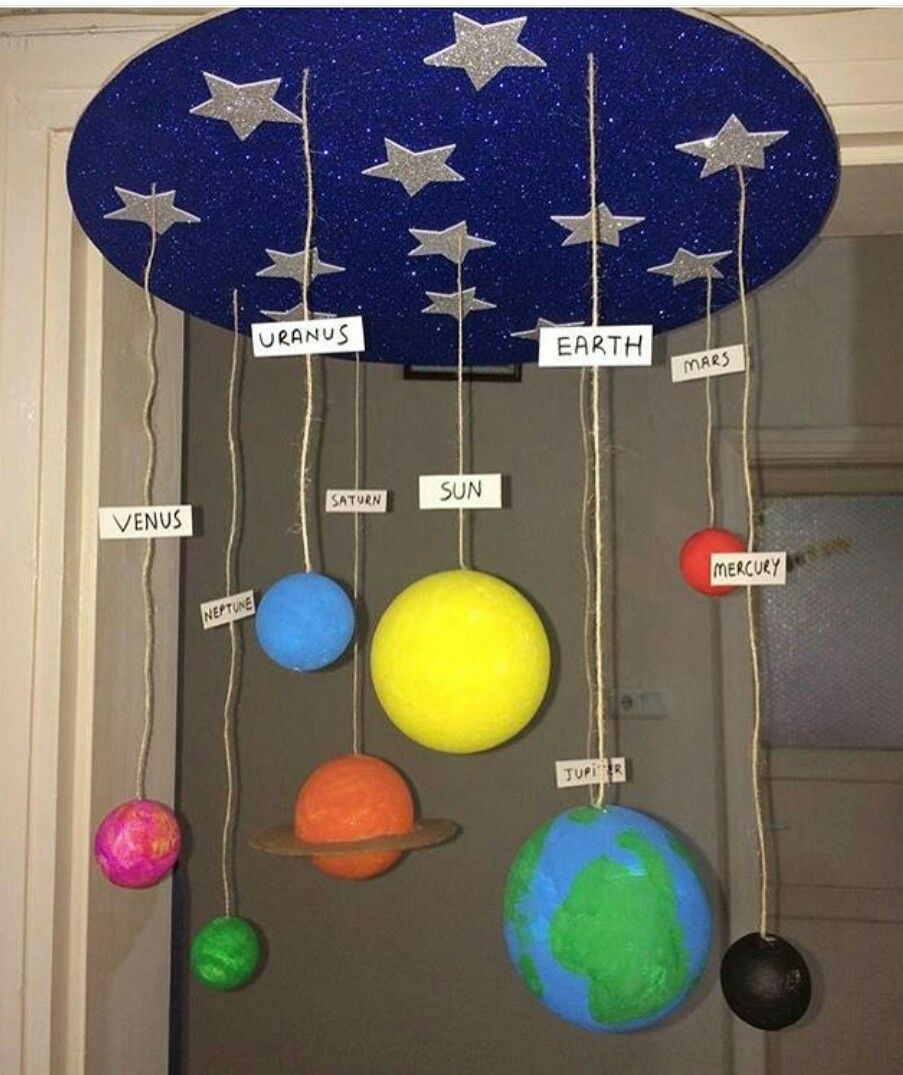 URANUS
EARTH
MARS
SATURN
SUN
VENUS
MERCURY
NEPTUNE
JUPITER